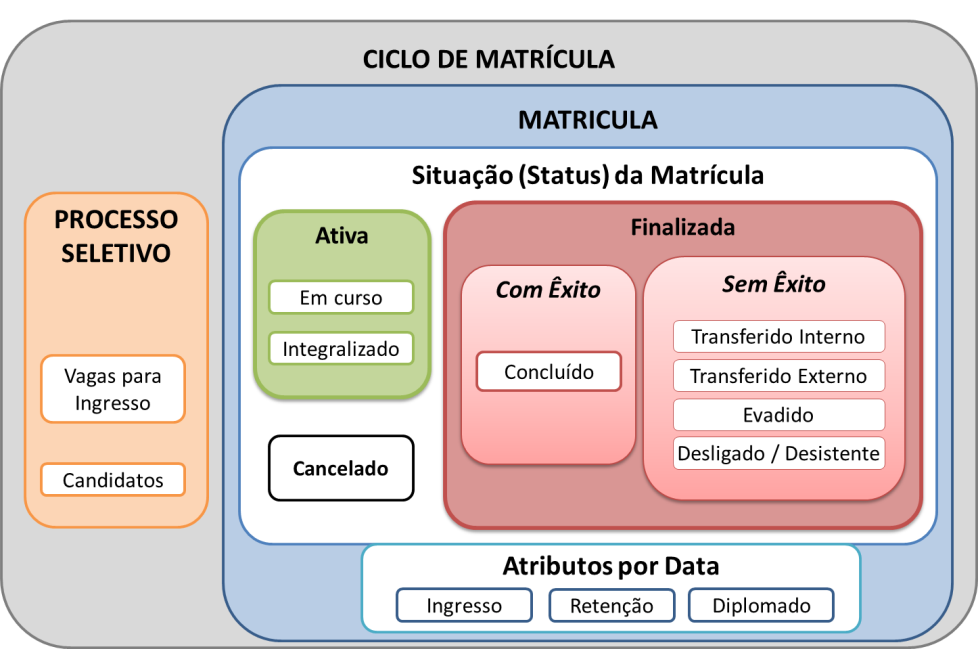 CICLO DE MATRÍCULA
MATRICULA
Situação (Status) da Matrícula
PROCESSO
SELETIVO
Vagas para
Ingresso
Candidatos
Ativa
Em curso
Integralizado
Cancelado
Finalizada
Com Êxito
Concluído
Sem Êxito
Transferido Interno
Transferido Externo
Evadido
Desligado / Desistente
Atributos por Data
Ingresso
Retenção
Diplomado